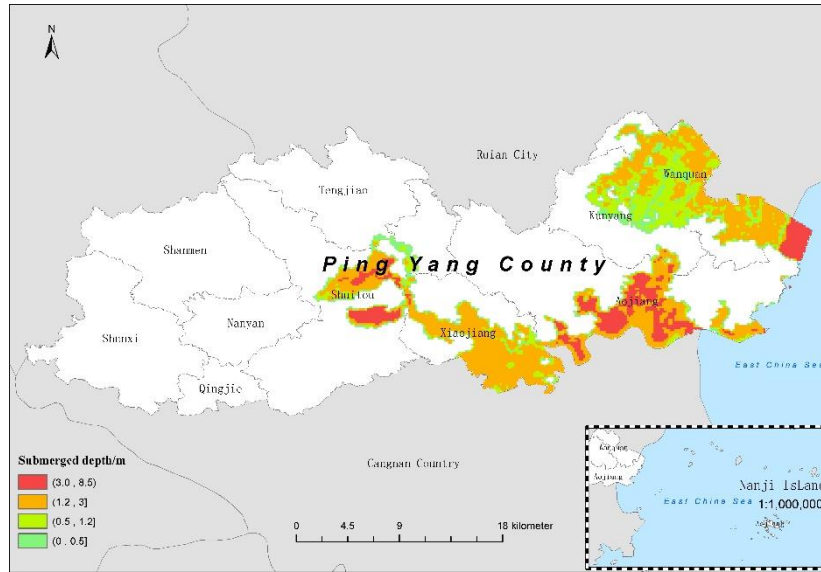 N
Ruian City
Tengjiao
Wanquan
Kunyang
Shanmen
Ping Yang County
Shuitou
Aojiang
Shunxi
Nanyan
Xiaojiang
Qingjie
East China Sea
Submerged depth/m
(3.0 , 8.5)
(1.2 , 3]
(0.5 , 1.2]
(0 , 0.5]
Cangnan Country
0 4.5 9 18 kilometer
Aojiang
Nanji IsLand
East China Sea
1:1,000,000
Aojiang